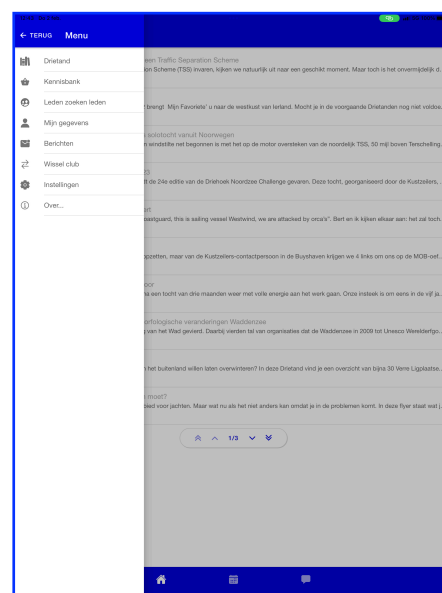 ← TERUG Menu
Drietand
Kennisbank
Leden zoeken leden
Mijn gegevens
Berichten
Wissel club
Instellingen
Over...
een Traffic Separation Scheme
ion Scheme (TSS) invaren, kijken we natuurlijk uit naar een geschikt moment. Maar toch is het onvermijdelijk d..
brengt Mijn Favoriete' u naar de westkust van Ierland. Mocht je in de voorgaande Drietanden nog niet voldoe..
solotocht vanuit Noorwegen
n windstilte net begonnen is met het op de motor oversteken van de noordelijk TSS, 50 mijl boven Terschelling.
23
tt de 24e editie van de Driehoek Noordzee Challenge gevaren. Deze tocht, georganiseerd door de Kustzeilers, ..
ert
oastguard, this is sailing vessel Westwind, we are attacked by orca's". Bert en ik kijken elkaar aan: het zal toch.
opzetten, maar van de Kustzeilers-contactpersoon in de Buyshaven krijgen we 4 links om ons op de MOB-oef..
oor
na een tocht van drie maanden weer met volle energie aan het werk gaan. Onze insteek is om eens in de vijf ja..
orfologische veranderingen Waddenzee
g van het Wad gevierd. Daarbij vierden tal van organisaties dat de Waddenzee in 2009 tot Unesco Werelderfgo..
n het buitenland willen laten overwinteren? In deze Drietand vind je een overzicht van bijna 30 Verre Ligplaatse..
moet?
oied voor jachten. Maar wat nu als het niet anders kan omdat je in de problemen komt. In deze flyer staat wat j.
1/3